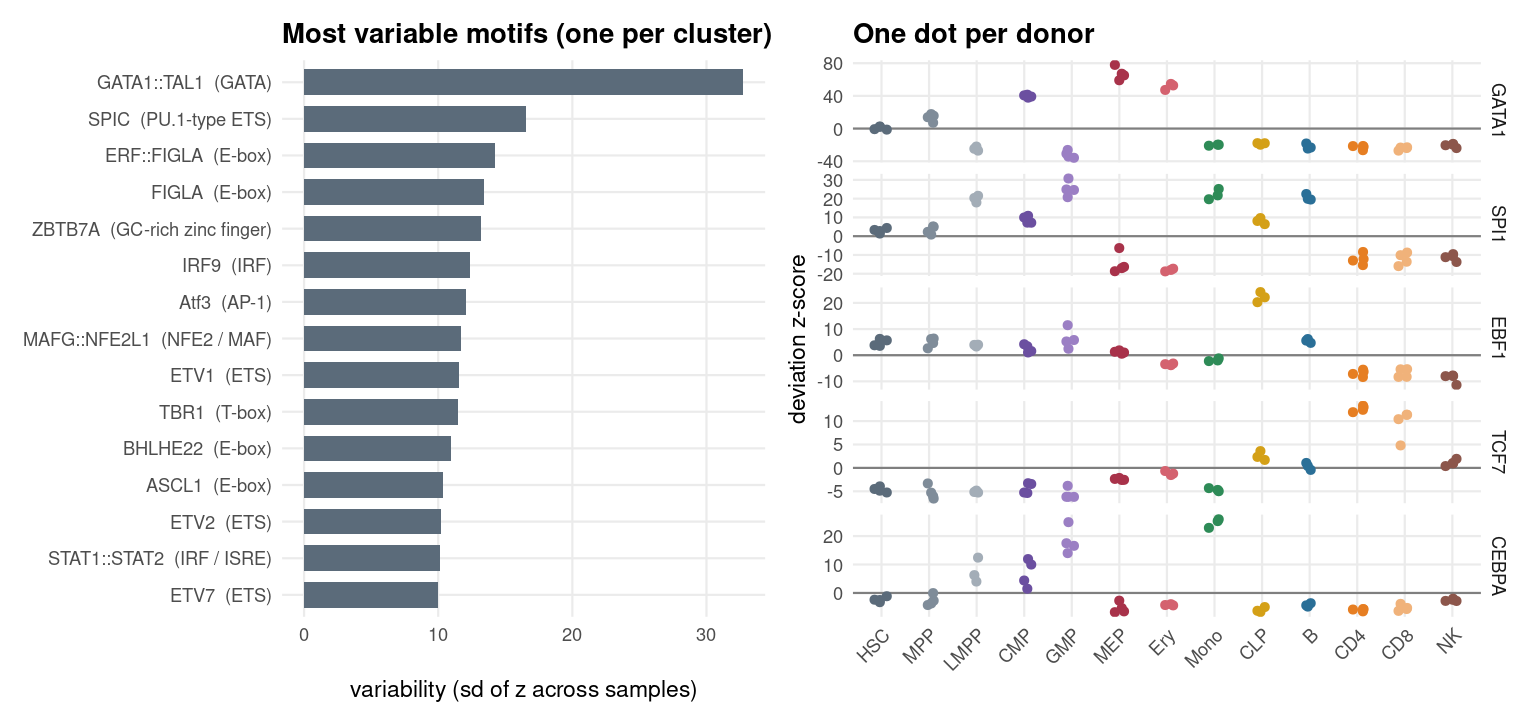 Most variable motifs (one per cluster)
GATA1::TAL1 (GATA)
SPIC (PU.1-type ETS)
ERF::FIGLA (E-box)
FIGLA (E-box)
ZBTB7A (GC-rich zinc finger)
IRF9 (IRF)
Atf3 (AP-1)
MAFG::NFE2L1 (NFE2 / MAF)
ETV1 (ETS)
TBR1 (T-box)
BHLHE22 (E-box)
ASCL1 (E-box)
ETV2 (ETS)
STAT1::STAT2 (IRF / ISRE)
ETV7 (ETS)
0 10 20 30
variability (sd of z across samples)
One dot per donor
deviation z-score
80
40
0
-40
GATA1
30
20
10
0
-10
-20
SPI1
20
10
0
-10
EBF1
10
5
0
-5
TCF7
20
10
0
CEBPA
HSC MPP LMPP CMP GMP MEP Ery Mono CLP B CD4 CD8 NK